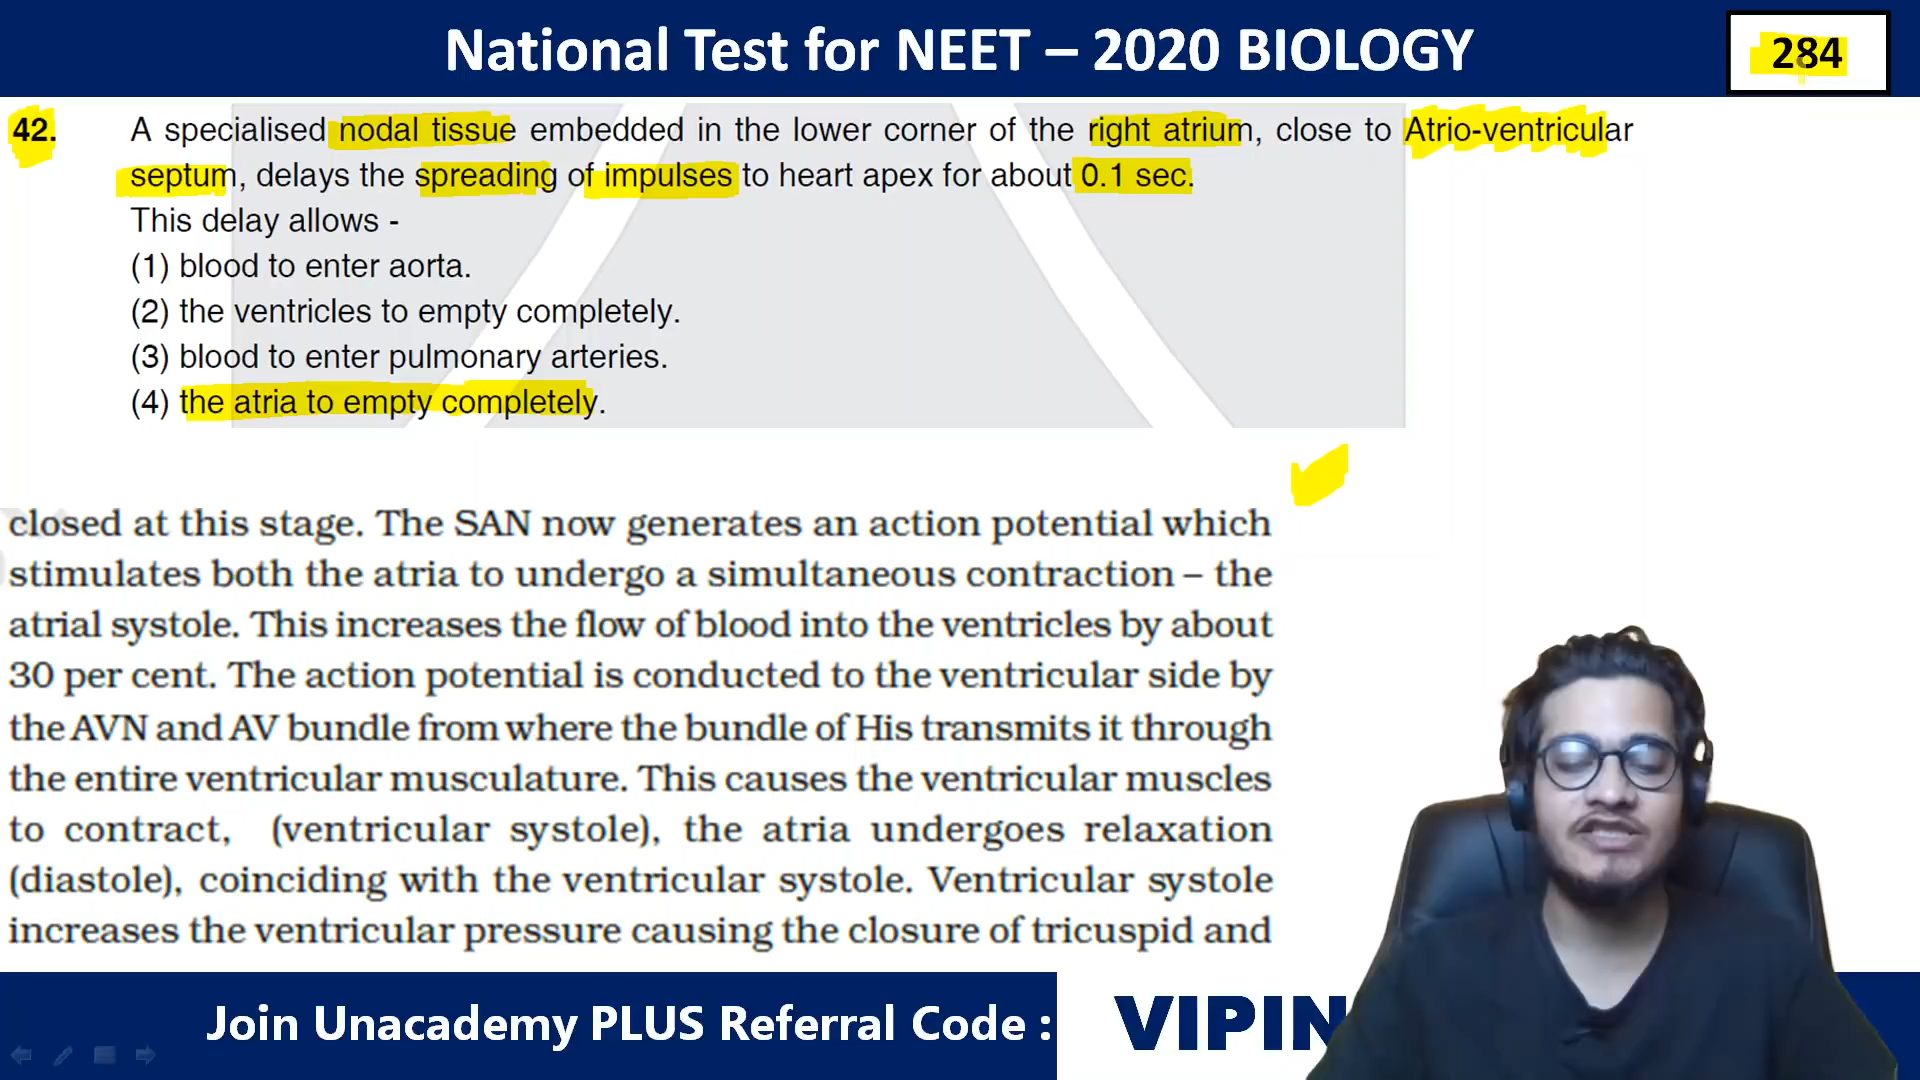 National Test for NEET – 2020 BIOLOGY
284
42. A specialised nodal tissue embedded in the lower corner of the right atrium, close to Atrio-ventricular
septum, delays the spreading of impulses to heart apex for about 0.1 sec.
This delay allows -
(1) blood to enter aorta.
(2) the ventricles to empty completely.
(3) blood to enter pulmonary arteries.
(4) the atria to empty completely.
closed at this stage. The SAN now generates an action potential which
stimulates both the atria to undergo a simultaneous contraction – the
atrial systole. This increases the flow of blood into the ventricles by about
30 per cent. The action potential is conducted to the ventricular side by
the AVN and AV bundle from where the bundle of His transmits it through
the entire ventricular musculature. This causes the ventricular muscles
to contract, (ventricular systole), the atria undergoes relaxation
(diastole), coinciding with the ventricular systole. Ventricular systole
increases the ventricular pressure causing the closure of tricuspid and
Join Unacademy PLUS Referral Code :
VIPIN